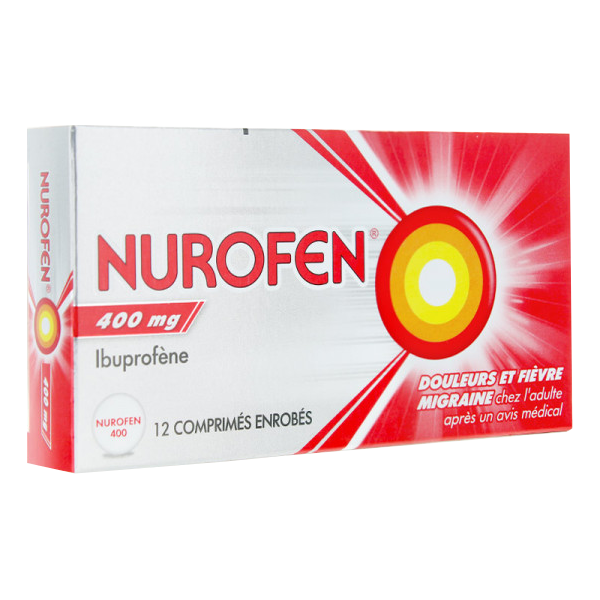 NUROFEN
400 mg
NUROFEN®
400 mg
Ibuprofène
NUROFEN
400
12 COMPRIMÉS ENROBÉS
DOULEURS ET FIÈVRE
MIGRAINE chez l'adulte
après un avis médical